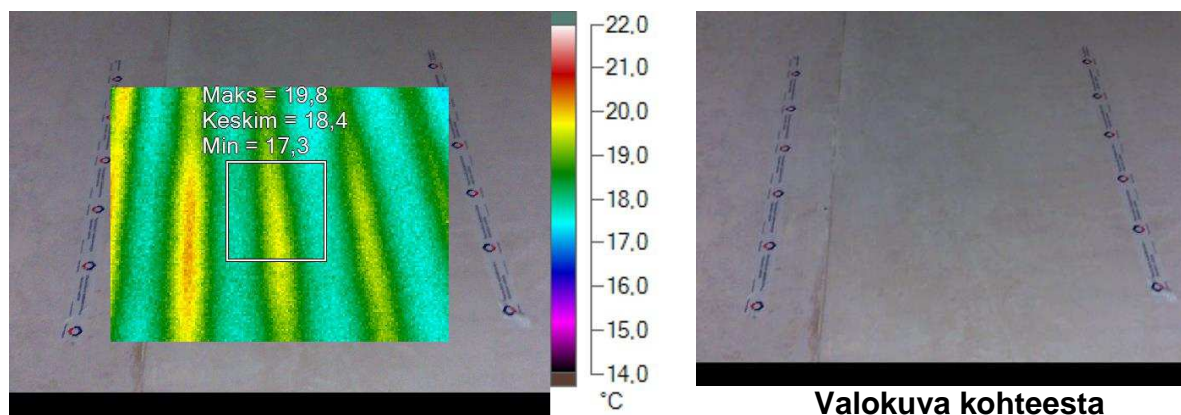 Maks = 19,8
Keskim = 18,4
Min = 17,3
22,0
21,0
20,0
19,0
18,0
17,0
16,0
15,0
14,0
°C
Valokuva kohteesta